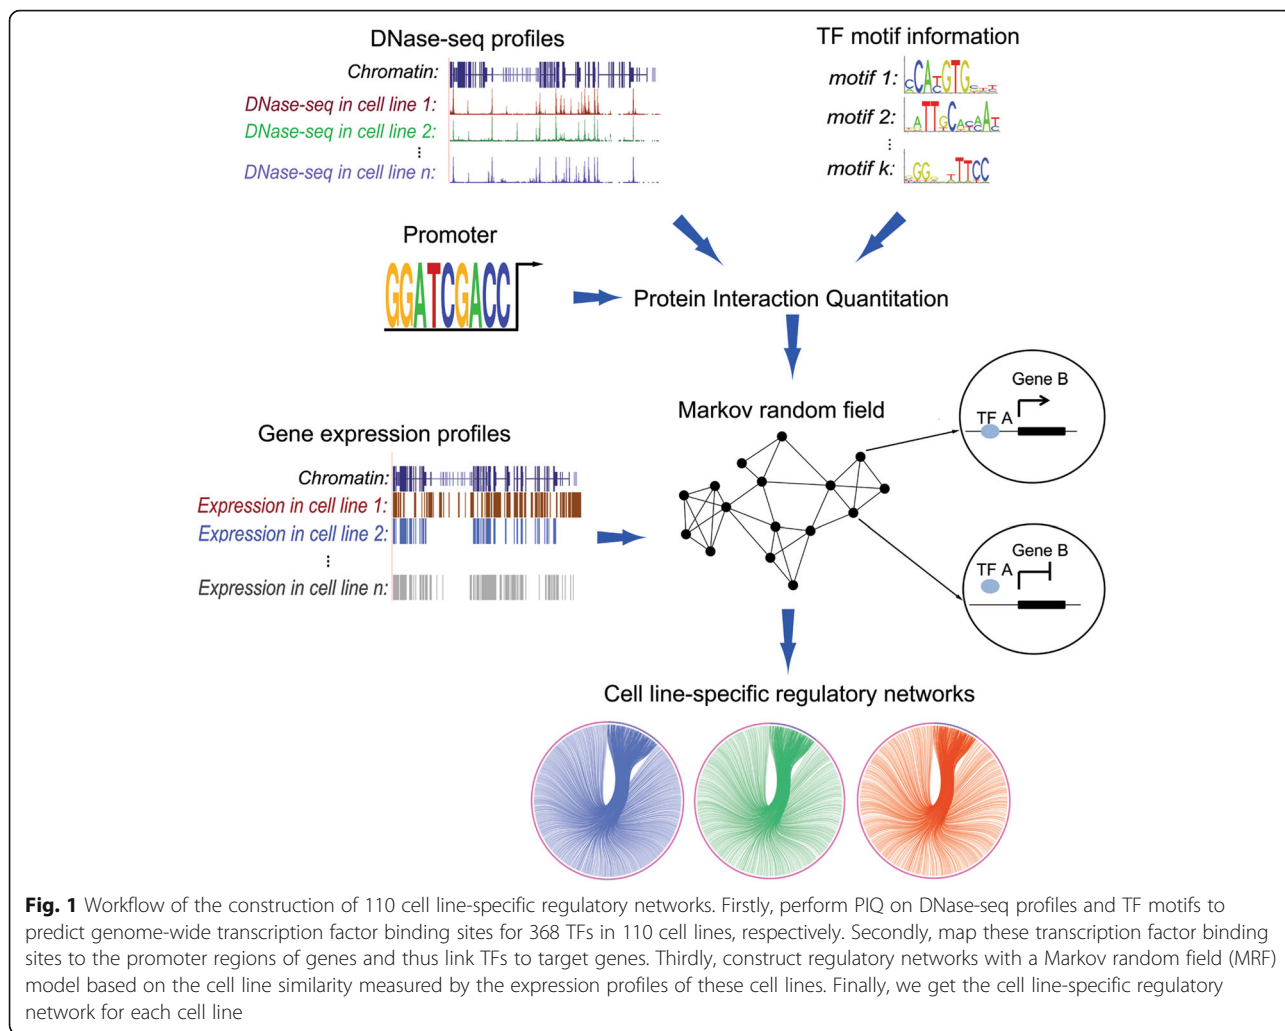 DNase-seq profiles
Chromatin:
DNase-seq in cell line 1:
DNase-seq in cell line 2:
...
DNase-seq in cell line n:
TF motif information
motif 1:
motif 2:
...
motif k:
Promoter
GGATCGACC
Protein Interaction Quantitation
Markov random field
Gene expression profiles
Chromatin:
Expression in cell line 1:
Expression in cell line 2:
...
Expression in cell line n:
Gene B
TF A
Gene B
TF A
Cell line-specific regulatory networks
Fig. 1 Workflow of the construction of 110 cell line-specific regulatory networks. Firstly, perform PIQ on DNase-seq profiles and TF motifs to
predict genome-wide transcription factor binding sites for 368 TFs in 110 cell lines, respectively. Secondly, map these transcription factor binding
sites to the promoter regions of genes and thus link TFs to target genes. Thirdly, construct regulatory networks with a Markov random field (MRF)
model based on the cell line similarity measured by the expression profiles of these cell lines. Finally, we get the cell line-specific regulatory
network for each cell line